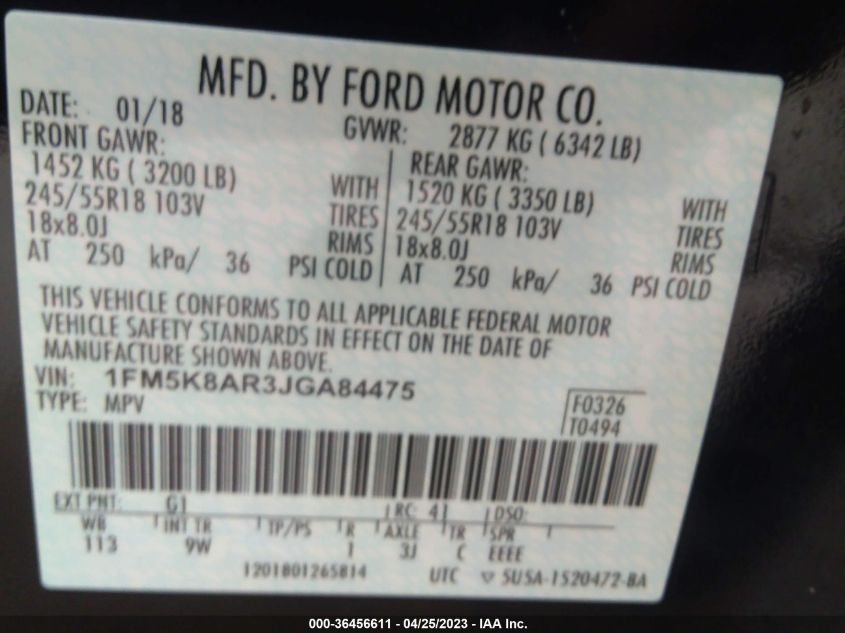 MFD. BY FORD MOTOR CO.
DATE: 01/18 GVWR: 2877 KG ( 6342 LB)
FRONT GAWR: REAR GAWR:
1452 KG ( 3200 LB) WITH 1520 KG ( 3350 LB) WITH
245/55R18 103V TIRES 245/55R18 103V TIRES
18x8.0J RIMS 18x8.0J RIMS
AT 250 kPa/ 36 PSI COLD AT 250 kPa/ 36 PSI COLD
THIS VEHICLE CONFORMS TO ALL APPLICABLE FEDERAL MOTOR
VEHICLE SAFETY STANDARDS IN EFFECT ON THE DATE OF
MANUFACTURE SHOWN ABOVE.
VIN: 1FM5K8AR3JGA84475
TYPE: MPV
F0326
T0494
EXT PNT: G1 RC: 41 DSO:
WB INT TR TP/PS R AXLE TR SPR
113 9W 1 3J C EEEE
1201801265814 UTC ▽ 5U5A-1520472-BA
000-36456611 - 04/25/2023 - IAA Inc.